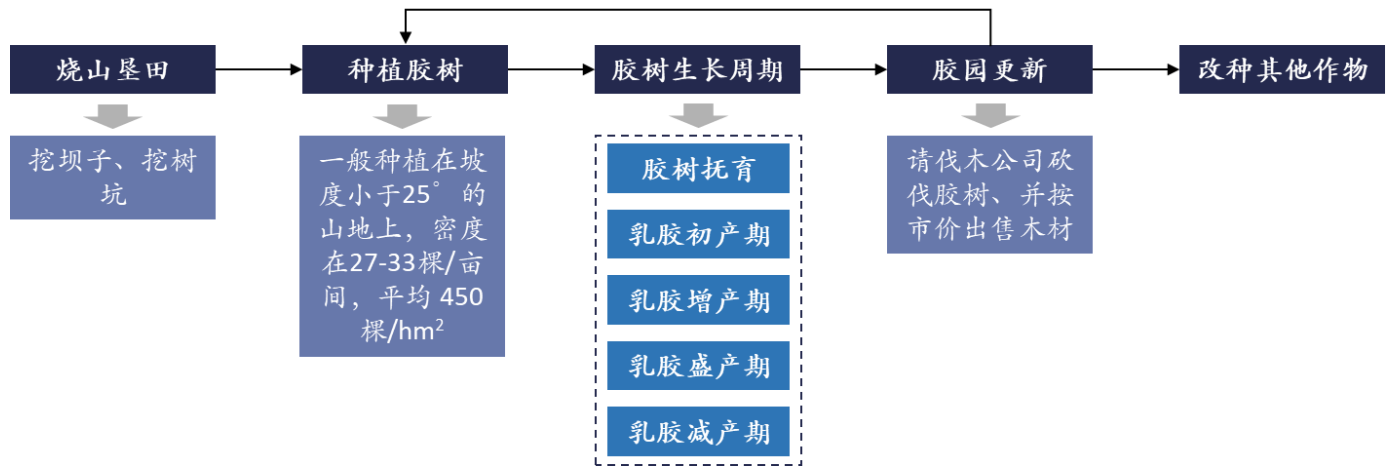 烧山垦田
种植胶树
胶树生长周期
胶园更新
改种其他作物
挖坝子、挖树
坑
一般种植在坡
度小于25°的
山地上，密度
在27-33棵/亩
间，平均 450
棵/hm²
胶树抚育
乳胶初产期
乳胶增产期
乳胶盛产期
乳胶减产期
请伐木公司砍
伐胶树、并按
市价出售木材